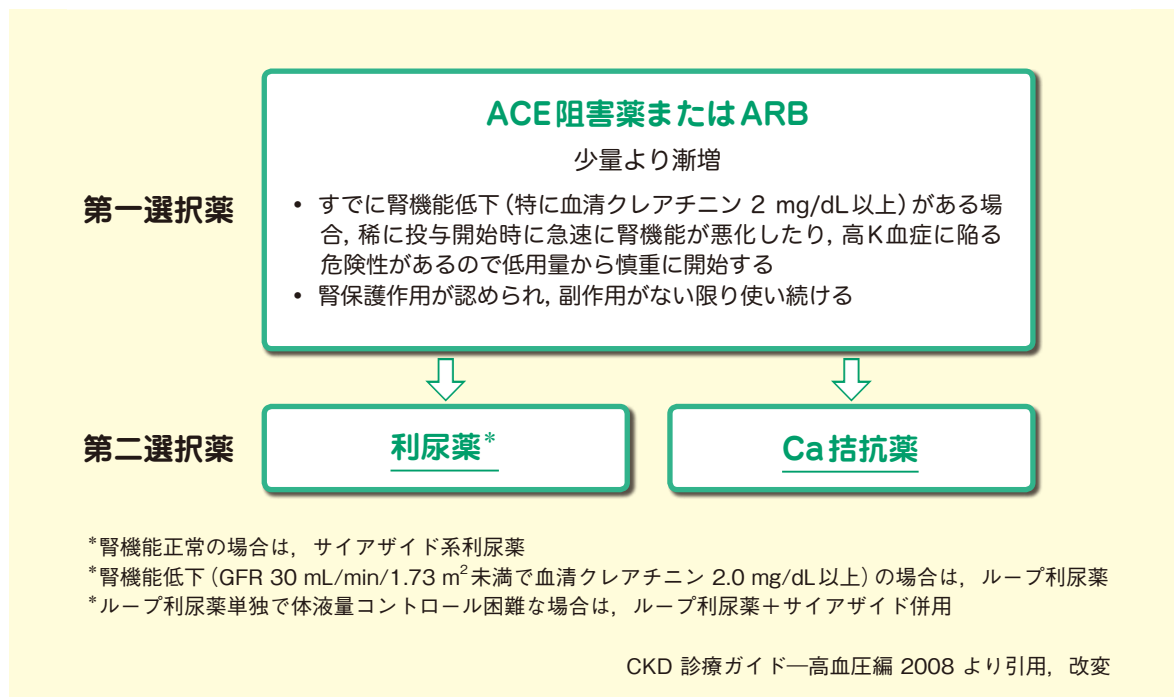 ACE阻害薬またはARB
少量より漸増
第一選択薬
• すでに腎機能低下（特に血清クレアチニン 2 mg/dL以上）がある場
合，稀に投与開始時に急速に腎機能が悪化したり，高K血症に陥る
危険性があるので低用量から慎重に開始する
• 腎保護作用が認められ，副作用がない限り使い続ける
第二選択薬
利尿薬*
Ca拮抗薬
*腎機能正常の場合は，サイアザイド系利尿薬
*腎機能低下（GFR 30 mL/min/1.73 m²未満で血清クレアチニン 2.0 mg/dL以上）の場合は，ループ利尿薬
*ループ利尿薬単独で体液量コントロール困難な場合は，ループ利尿薬＋サイアザイド併用
CKD 診療ガイド―高血圧編 2008 より引用，改変